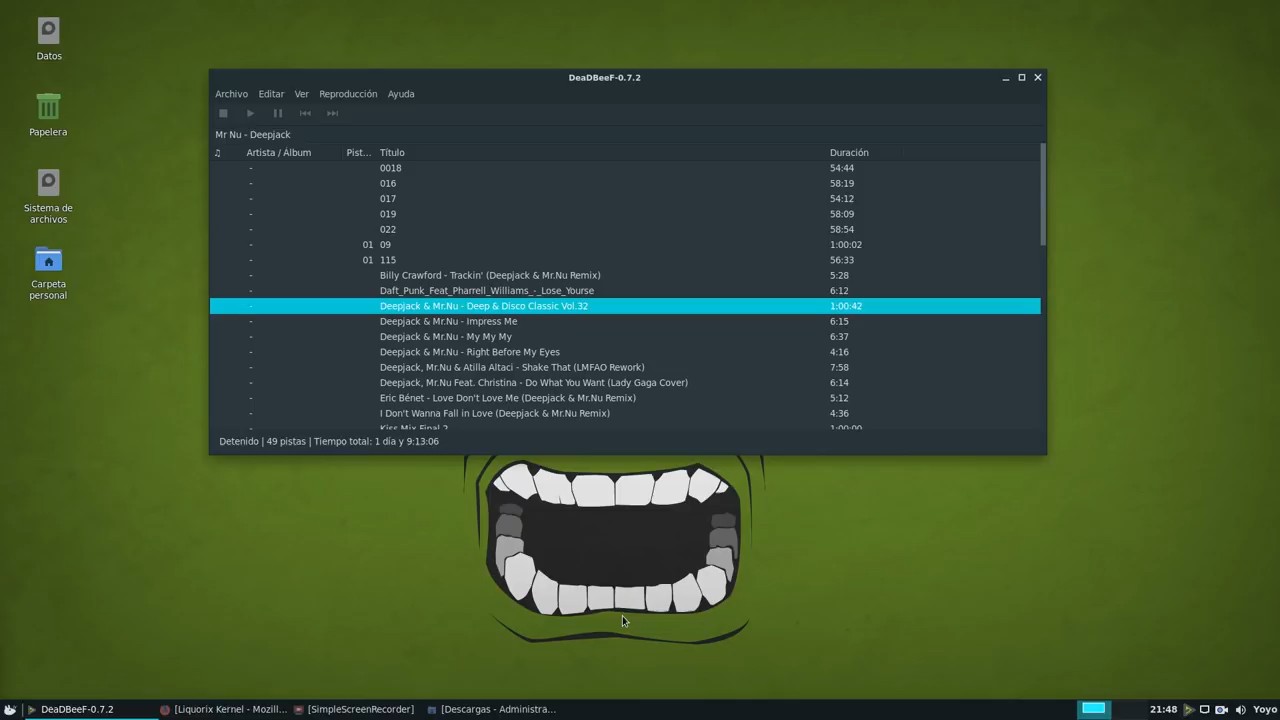 Datos
Papelera
Sistema de
archivos
Carpeta
personal
DeaDBeeF-0.7.2
Archivo Editar Ver Reproducción Ayuda
Mr Nu - Deepjack
♫ Artista / Álbum Pist... Título Duración
- 0018 54:44
- 016 58:19
- 017 54:12
- 019 58:09
- 022 58:54
- 01 09 1:00:02
- 01 115 56:33
- Billy Crawford - Trackin' (Deepjack & Mr.Nu Remix) 5:28
- Daft_Punk_Feat_Pharrell_Williams_-_Lose_Yourse 6:12
- Deepjack & Mr.Nu - Deep & Disco Classic Vol.32 1:00:42
- Deepjack & Mr.Nu - Impress Me 6:15
- Deepjack & Mr.Nu - My My My 6:37
- Deepjack & Mr.Nu - Right Before My Eyes 4:16
- Deepjack, Mr.Nu & Atilla Altaci - Shake That (LMFAO Rework) 7:58
- Deepjack, Mr.Nu Feat. Christina - Do What You Want (Lady Gaga Cover) 6:14
- Eric Bénet - Love Don't Love Me (Deepjack & Mr.Nu Remix) 5:12
- I Don't Wanna Fall in Love (Deepjack & Mr.Nu Remix) 4:36
- Kiss Mix Final 2 1:00:00
Detenido | 49 pistas | Tiempo total: 1 día y 9:13:06
DeaDBeeF-0.7.2 [Liquorix Kernel - Mozill... [SimpleScreenRecorder] [Descargas - Administra... 21:48 Yoyo